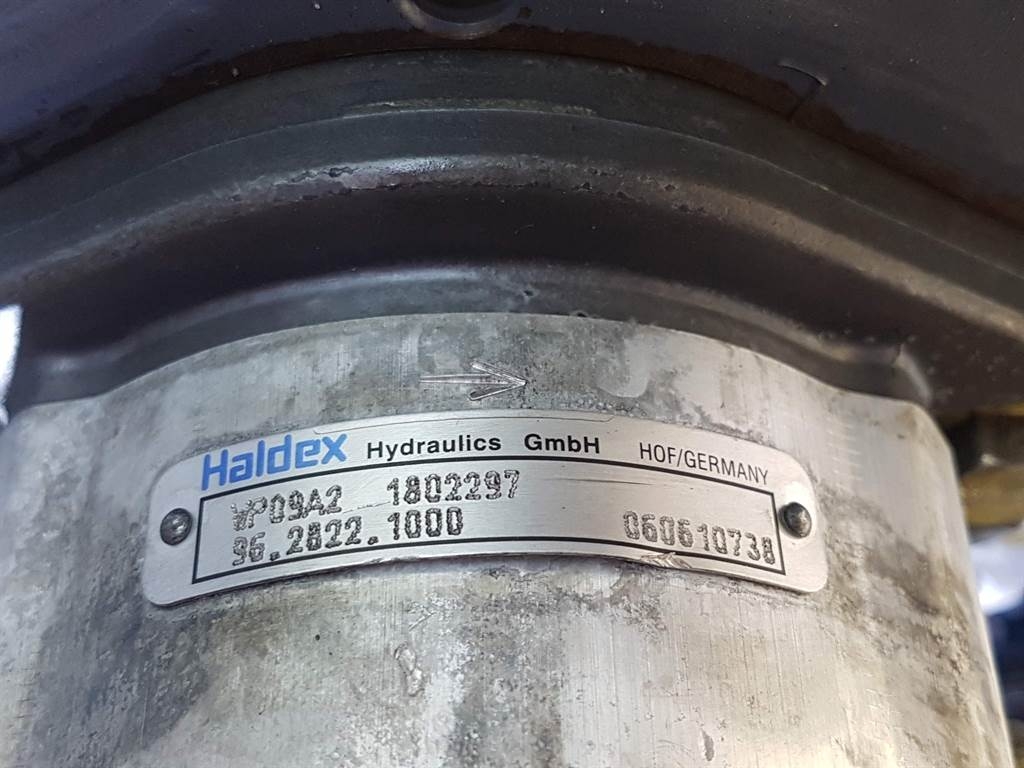 Haldex Hydraulics GmbH HOF/GERMANY
WP09A2 1802297
96.2822.1000 060610738